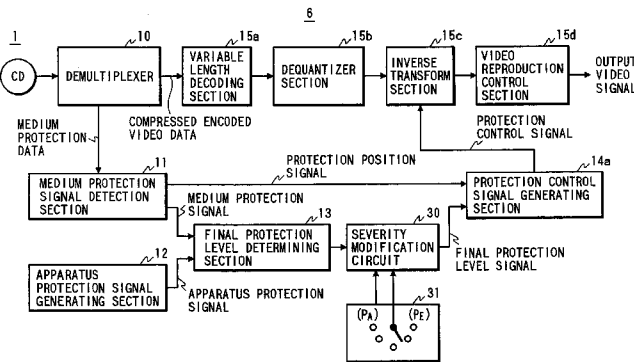 6
1
10
15a
15b
15c
15d
CD
DEMULTIPLEXER
VARIABLE
LENGTH
DECODING
SECTION
DEQUANTIZER
SECTION
INVERSE
TRANSFORM
SECTION
VIDEO
REPRODUCTION
CONTROL
SECTION
OUTPUT
VIDEO
SIGNAL
MEDIUM
PROTECTION
DATA
COMPRESSED ENCODED
VIDEO DATA
PROTECTION
CONTROL SIGNAL
11
MEDIUM PROTECTION
SIGNAL DETECTION
SECTION
PROTECTION POSITION
SIGNAL
14a
PROTECTION CONTROL
SIGNAL GENERATING
SECTION
MEDIUM PROTECTION
SIGNAL
13
FINAL PROTECTION
LEVEL DETERMINING
SECTION
30
SEVERITY
MODIFICATION
CIRCUIT
FINAL PROTECTION
LEVEL SIGNAL
12
APPARATUS
PROTECTION SIGNAL
GENERATING SECTION
APPARATUS PROTECTION
SIGNAL
31
(PA) (PE)